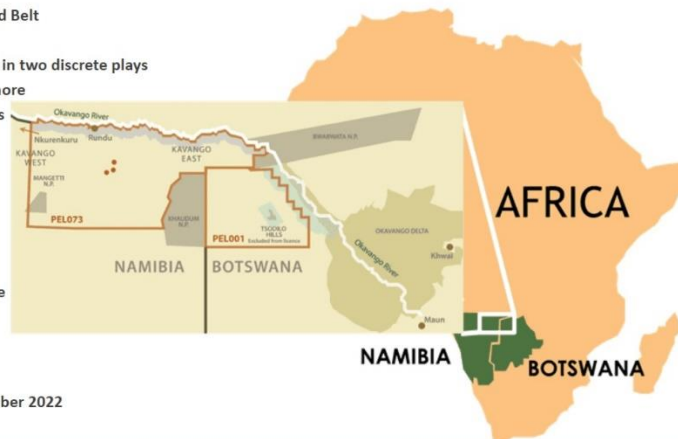 d Belt
in two discrete plays
ore
s
Okavango River
Nkurenkuru
Rundu
KAVANGO
WEST
KAVANGO
EAST
BWABWATA N.P.
MANGETTI
N.P.
KHAUDUM
N.P.
PEL073
PEL001
TSODILO
HILLS
Excluded from licence
OKAVANGO DELTA
Khwai
Okavango River
NAMIBIA
BOTSWANA
Maun
e
AFRICA
NAMIBIA
BOTSWANA
ber 2022